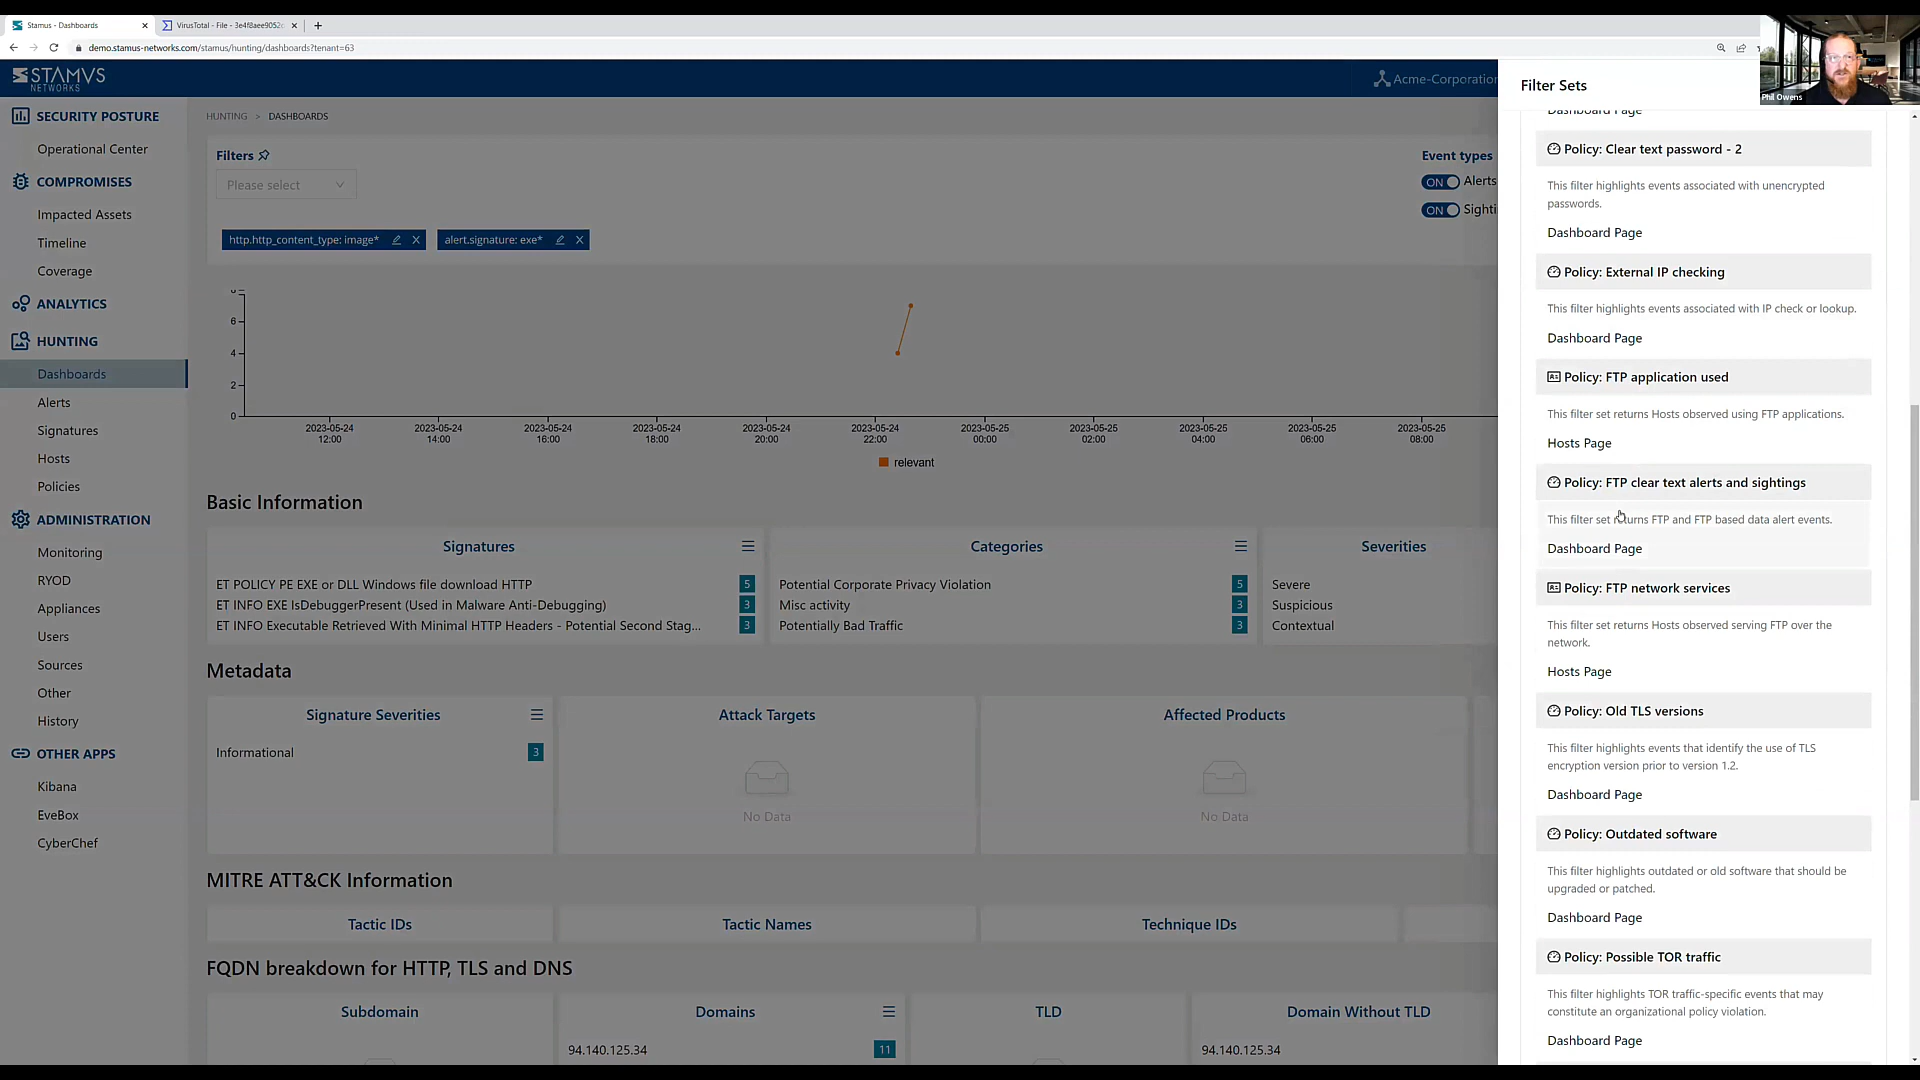 Stamus - Dashboards
VirusTotal - File - 3e4f8aee9052c
demo.stamus-networks.com/stamus/hunting/dashboards?tenant=63
STAMVS
NETWORKS
Acme-Corporatio
Filter Sets
Phil Owens
SECURITY POSTURE
Operational Center
COMPROMISES
Impacted Assets
Timeline
Coverage
ANALYTICS
HUNTING
Dashboards
Alerts
Signatures
Hosts
Policies
ADMINISTRATION
Monitoring
RYOD
Appliances
Users
Sources
Other
History
OTHER APPS
Kibana
EveBox
CyberChef
HUNTING > DASHBOARDS
Filters
Please select
Event types
ON Alerts
ON Sighti
http.http_content_type: image*
alert.signature: exe*
8
6
4
2
0
2023-05-24 12:00
2023-05-24 14:00
2023-05-24 16:00
2023-05-24 18:00
2023-05-24 20:00
2023-05-24 22:00
2023-05-25 00:00
2023-05-25 02:00
2023-05-25 04:00
2023-05-25 06:00
2023-05-25 08:00
relevant
Basic Information
Signatures
ET POLICY PE EXE or DLL Windows file download HTTP 5
ET INFO EXE IsDebuggerPresent (Used in Malware Anti-Debugging) 3
ET INFO Executable Retrieved With Minimal HTTP Headers - Potential Second Stag... 3
Categories
Potential Corporate Privacy Violation 5
Misc activity 3
Potentially Bad Traffic 3
Severities
Severe
Suspicious
Contextual
Metadata
Signature Severities
Informational 3
Attack Targets
No Data
Affected Products
No Data
MITRE ATT&CK Information
Tactic IDs
Tactic Names
Technique IDs
FQDN breakdown for HTTP, TLS and DNS
Subdomain
Domains
94.140.125.34 11
TLD
Domain Without TLD
94.140.125.34
Dashboard Page
Policy: Clear text password - 2
This filter highlights events associated with unencrypted
passwords.
Dashboard Page
Policy: External IP checking
This filter highlights events associated with IP check or lookup.
Dashboard Page
Policy: FTP application used
This filter set returns Hosts observed using FTP applications.
Hosts Page
Policy: FTP clear text alerts and sightings
This filter set returns FTP and FTP based data alert events.
Dashboard Page
Policy: FTP network services
This filter set returns Hosts observed serving FTP over the
network.
Hosts Page
Policy: Old TLS versions
This filter highlights events that identify the use of TLS
encryption version prior to version 1.2.
Dashboard Page
Policy: Outdated software
This filter highlights outdated or old software that should be
upgraded or patched.
Dashboard Page
Policy: Possible TOR traffic
This filter highlights TOR traffic-specific events that may
constitute an organizational policy violation.
Dashboard Page